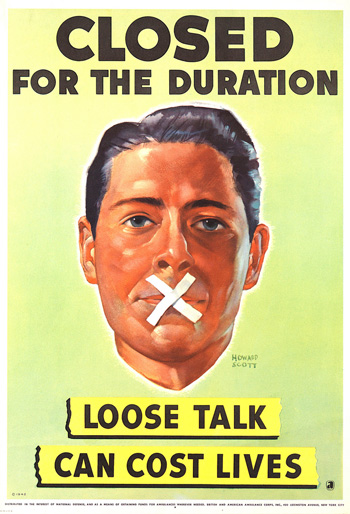 CLOSED
FOR THE DURATION
HOWARD
SCOTT
LOOSE TALK
CAN COST LIVES